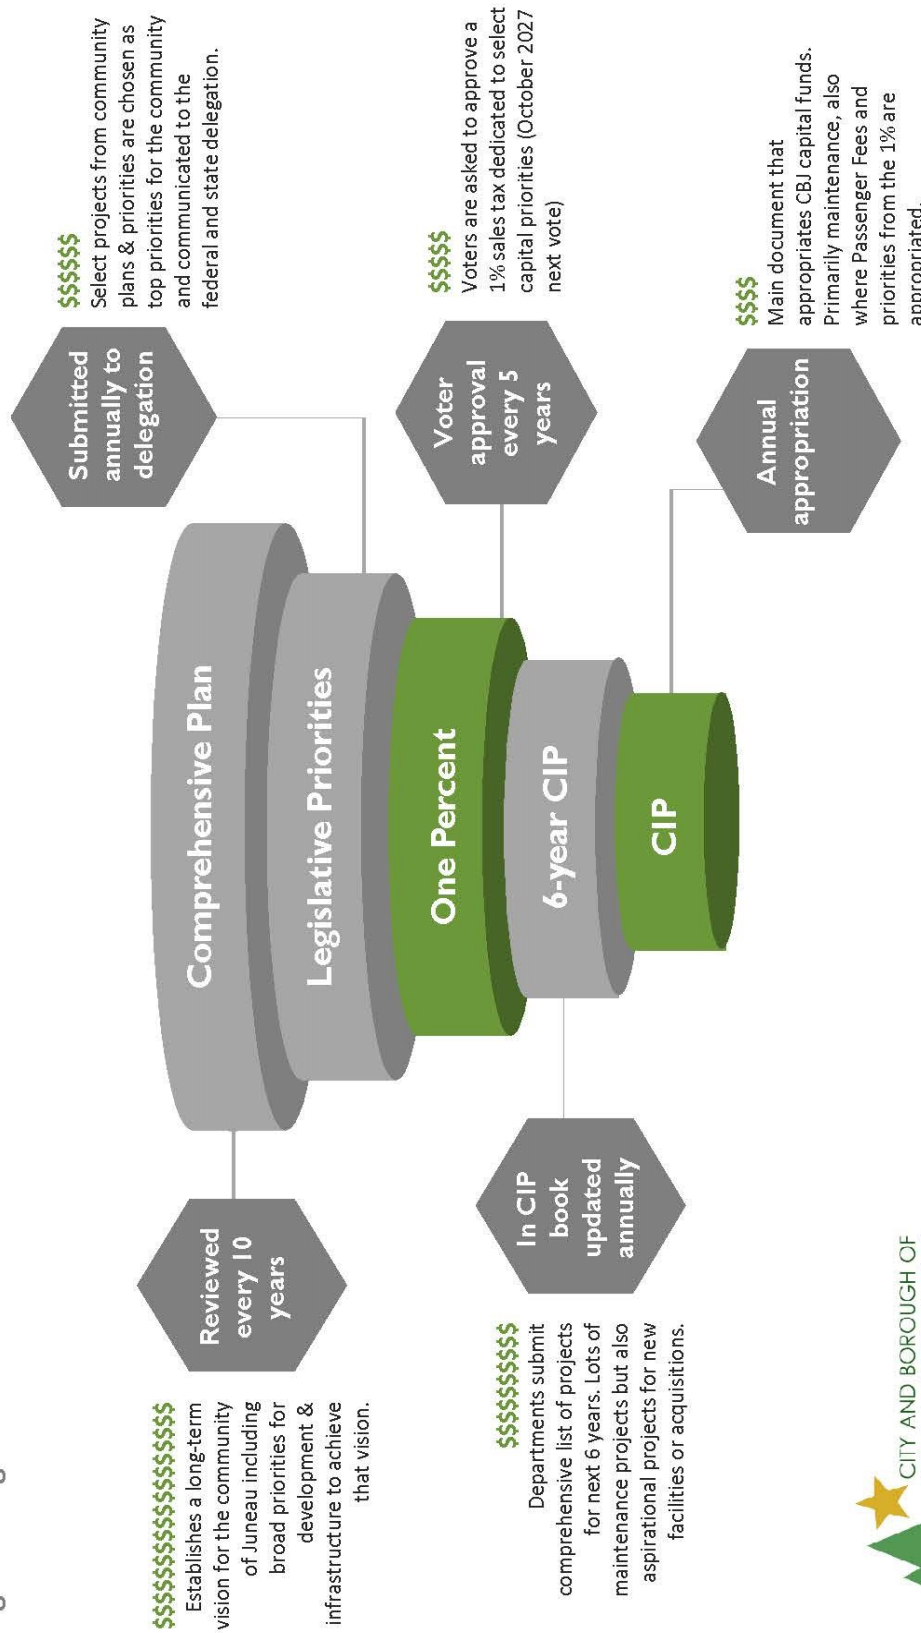 Comprehensive Plan
Legislative Priorities
One Percent
6-year CIP
CIP
Reviewed
every 10
years
$$$$$$$$$$$$$$$$$$
Establishes a long-term
vision for the community
of Juneau including
broad priorities for
development &
infrastructure to achieve
that vision.
Submitted
annually to
delegation
$$$$$$
Select projects from community
plans & priorities are chosen as
top priorities for the community
and communicated to the
federal and state delegation.
Voter
approval
every 5
years
$$$$$
Voters are asked to approve a
1% sales tax dedicated to select
capital priorities (October 2027
next vote)
In CIP
book
updated
annually
$$$$$$$$$$
Departments submit
comprehensive list of projects
for next 6 years. Lots of
maintenance projects but also
aspirational projects for new
facilities or acquisitions.
Annual
appropriation
$$$$
Main document that
appropriates CBJ capital funds.
Primarily maintenance, also
where Passenger Fees and
priorities from the 1% are
appropriated.
CITY AND BOROUGH OF